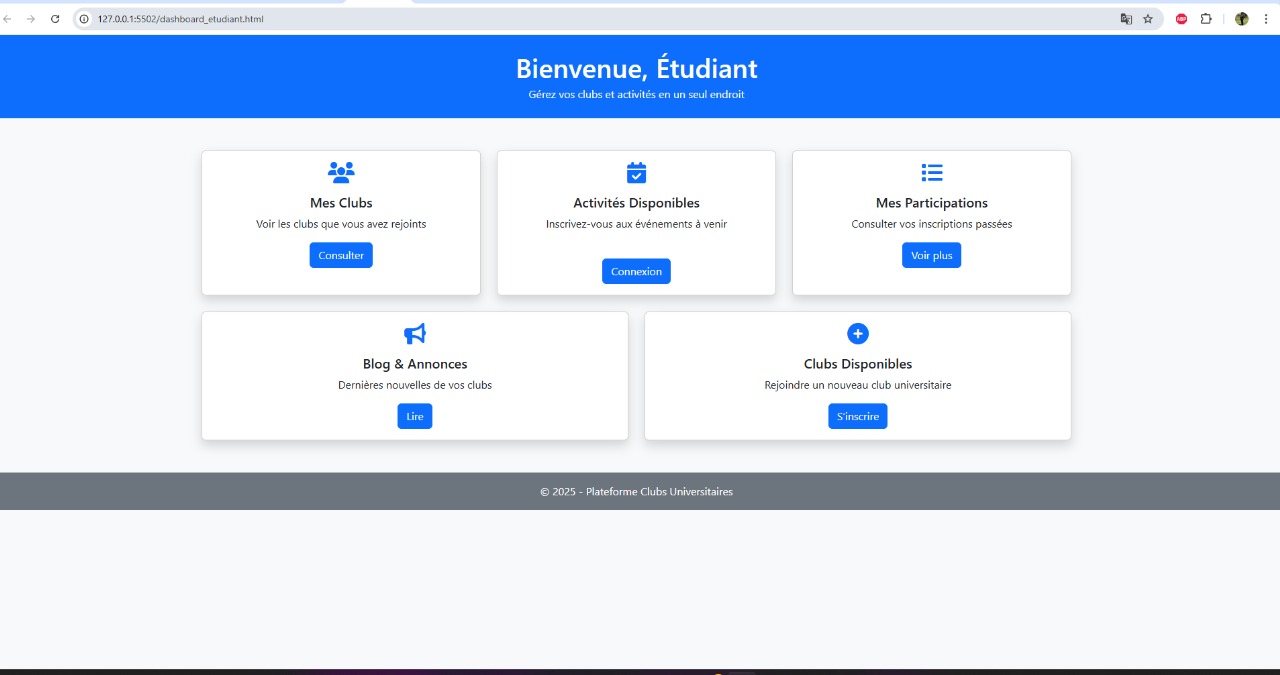 127.0.0.1:5502/dashboard_etudiant.html
ABP
Bienvenue, Étudiant
Gérez vos clubs et activités en un seul endroit
Mes Clubs
Voir les clubs que vous avez rejoints
Consulter
Activités Disponibles
Inscrivez-vous aux événements à venir
Connexion
Mes Participations
Consulter vos inscriptions passées
Voir plus
Blog & Annonces
Dernières nouvelles de vos clubs
Lire
Clubs Disponibles
Rejoindre un nouveau club universitaire
S'inscrire
© 2025 - Plateforme Clubs Universitaires